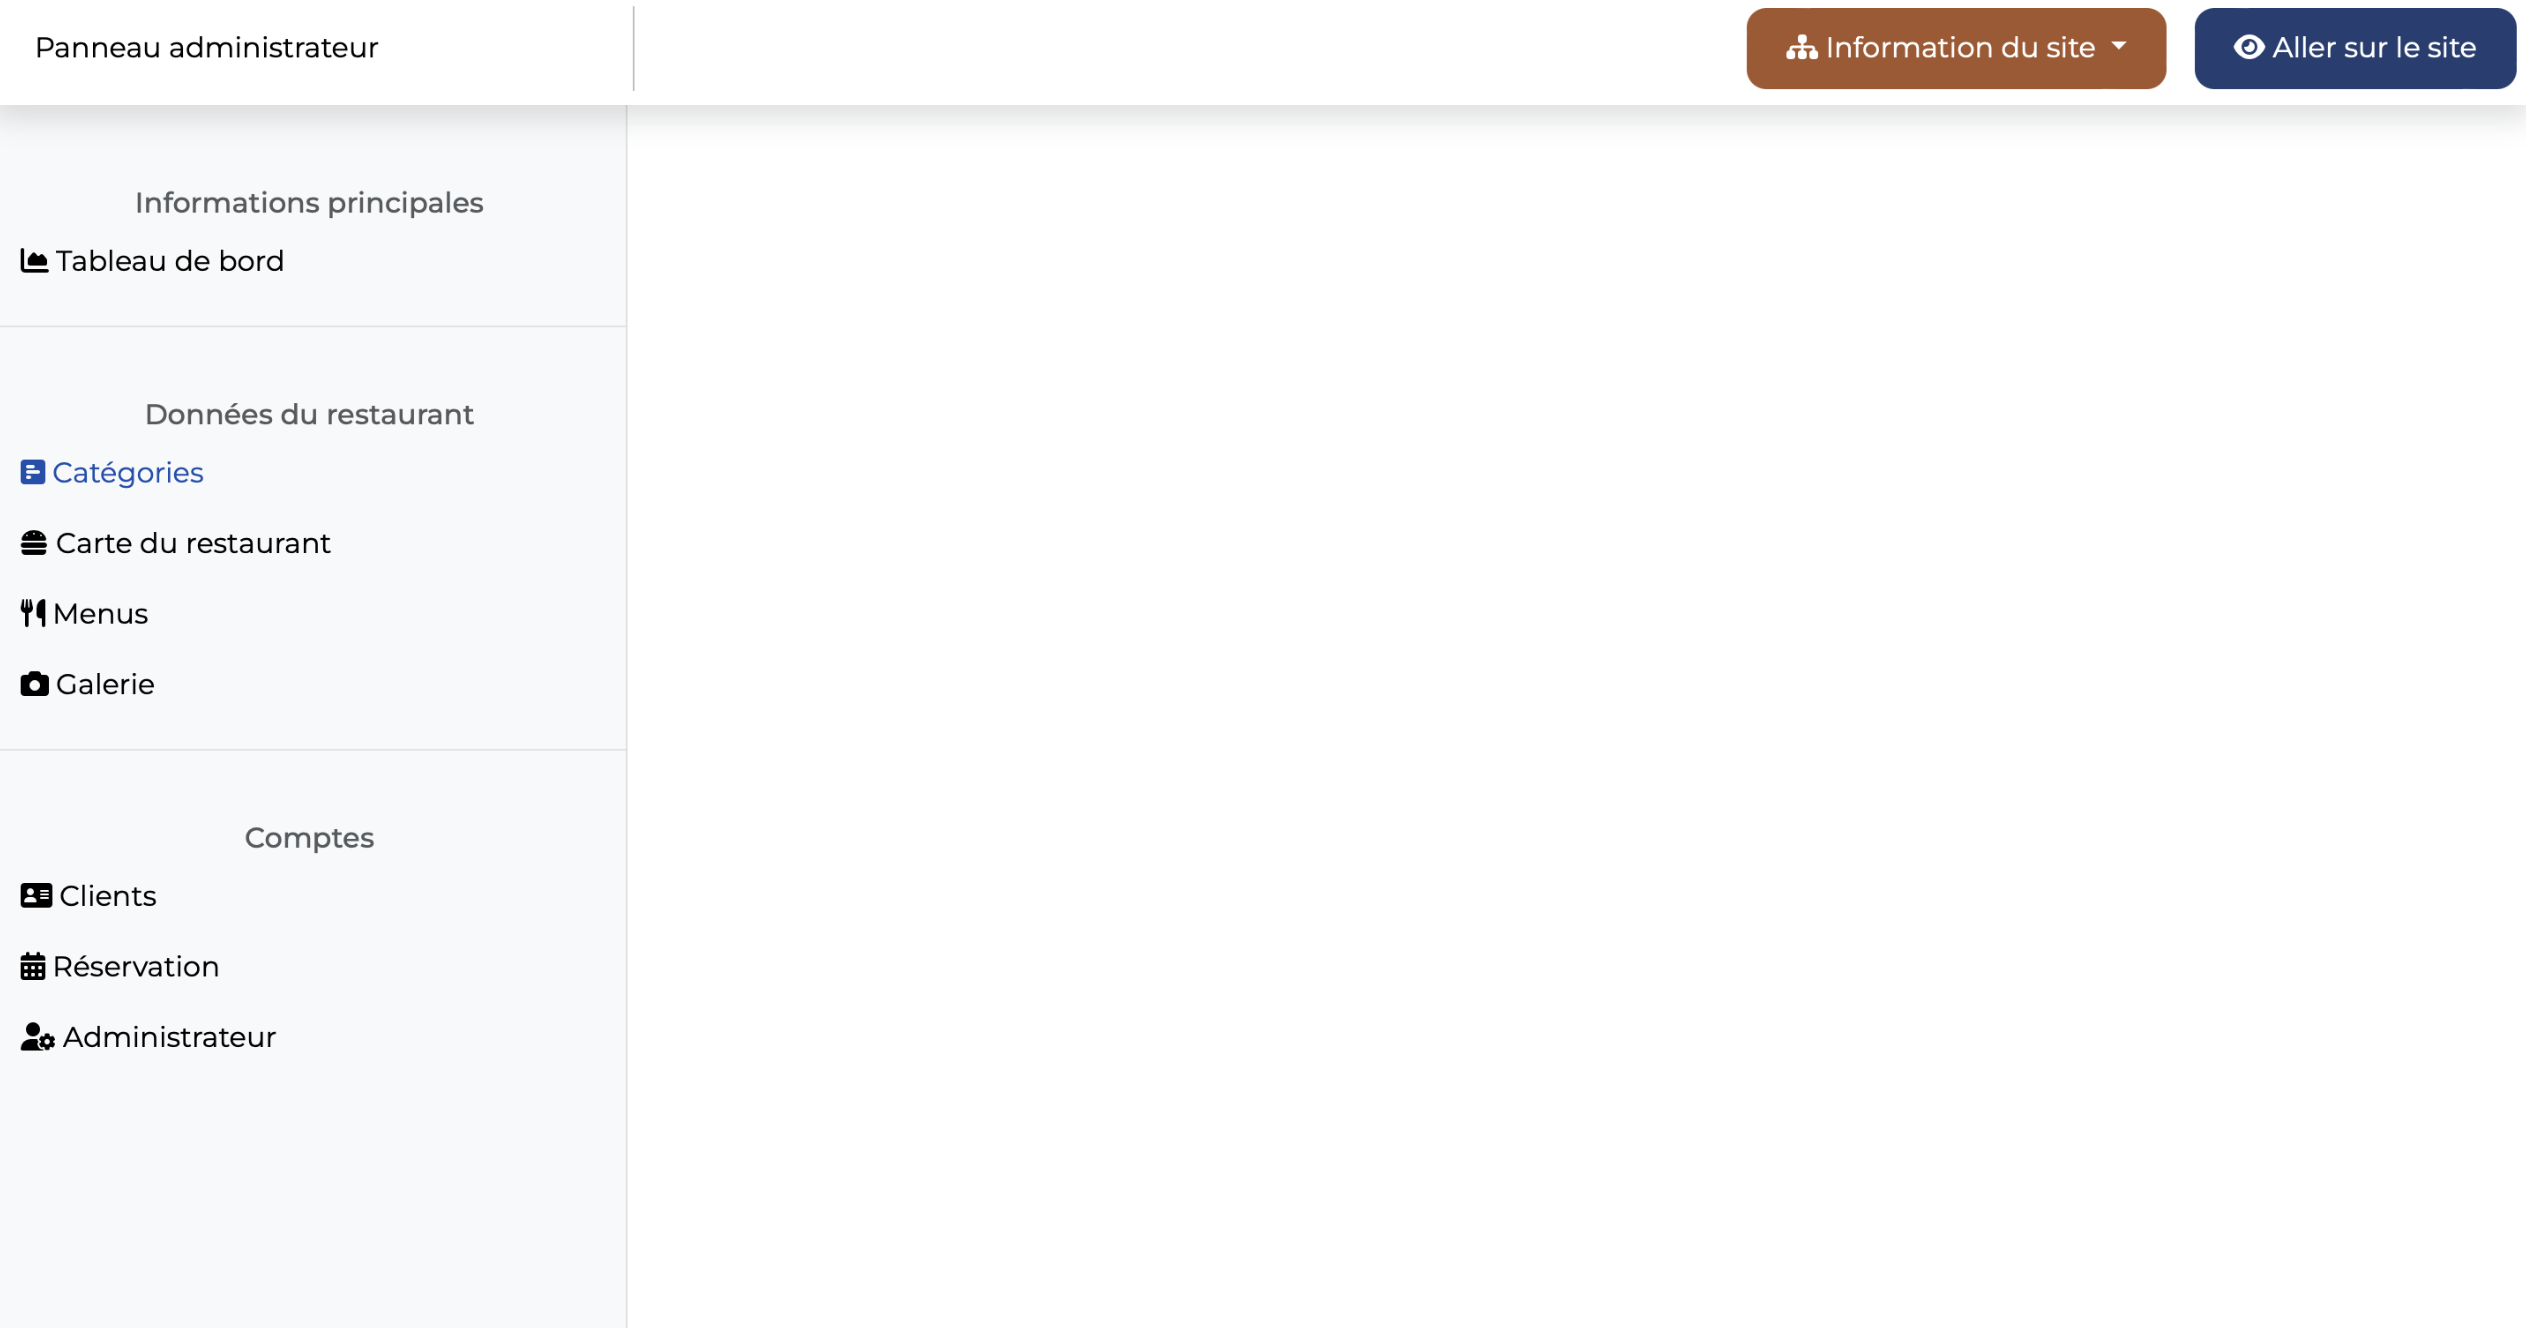 Panneau administrateur
Information du site
Aller sur le site
Informations principales
Tableau de bord
Données du restaurant
Catégories
Carte du restaurant
Menus
Galerie
Comptes
Clients
Réservation
Administrateur